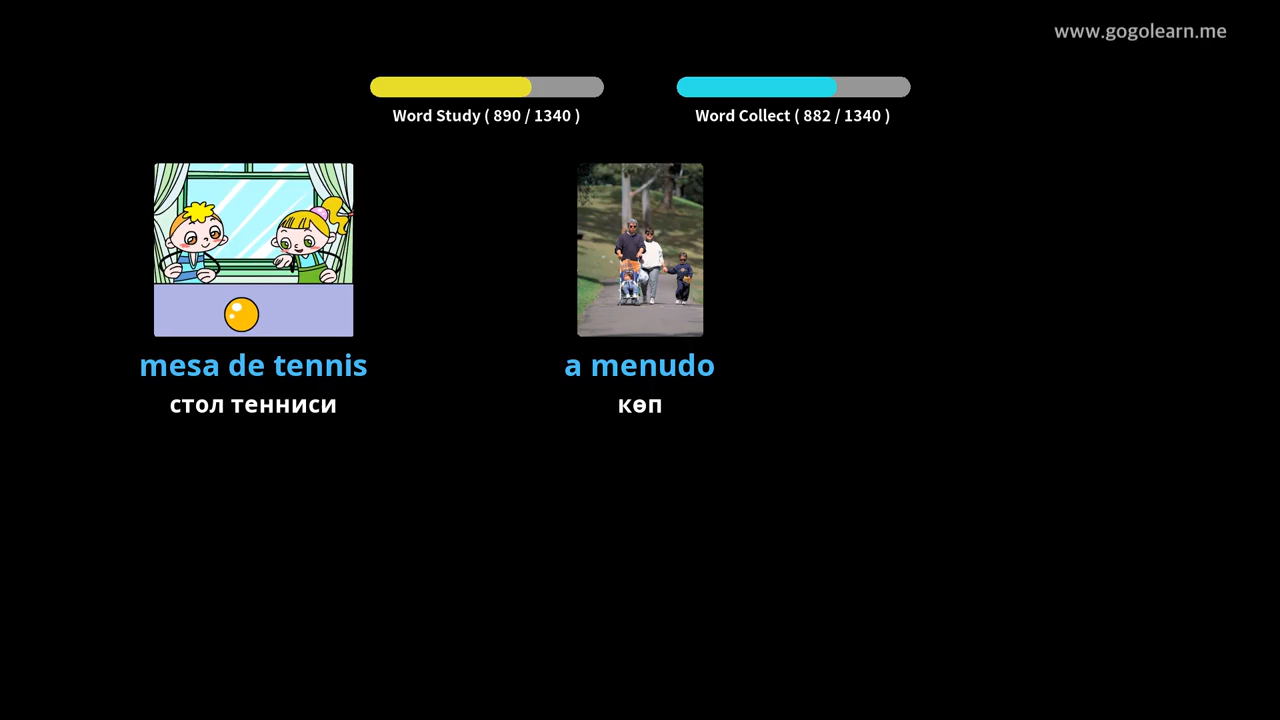 www.gogolearn.me
Word Study ( 890 / 1340 )
Word Collect ( 882 / 1340 )
mesa de tennis
стол тенниси
a menudo
көп